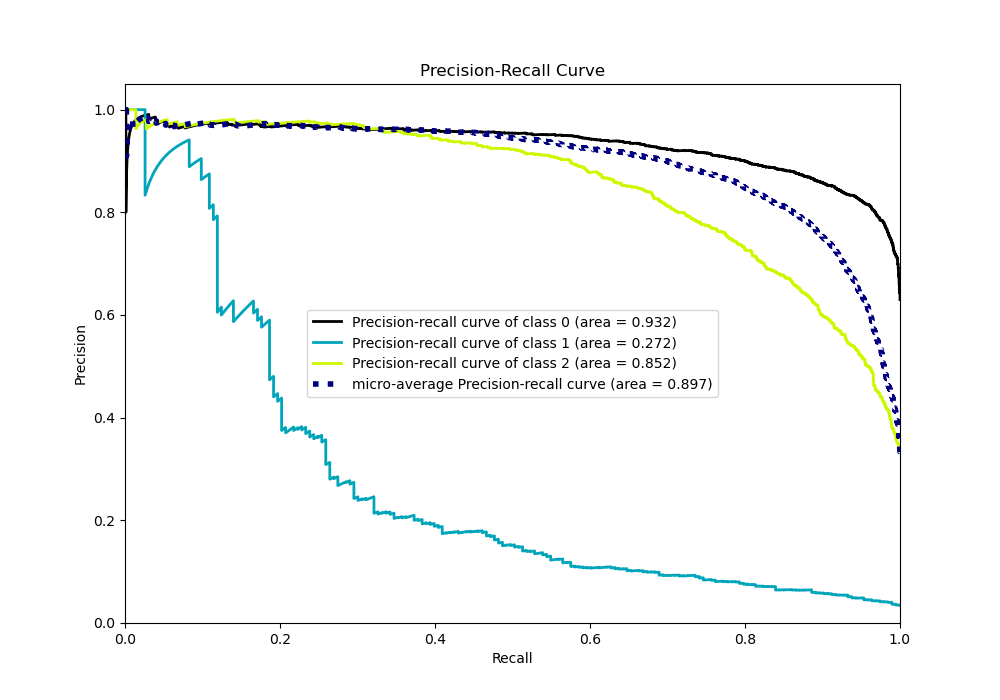 Precision-Recall Curve
1.0
0.8
0.6
0.4
0.2
0.0
Precision
Precision-recall curve of class 0 (area = 0.932)
Precision-recall curve of class 1 (area = 0.272)
Precision-recall curve of class 2 (area = 0.852)
micro-average Precision-recall curve (area = 0.897)
0.0 0.2 0.4 0.6 0.8 1.0
Recall